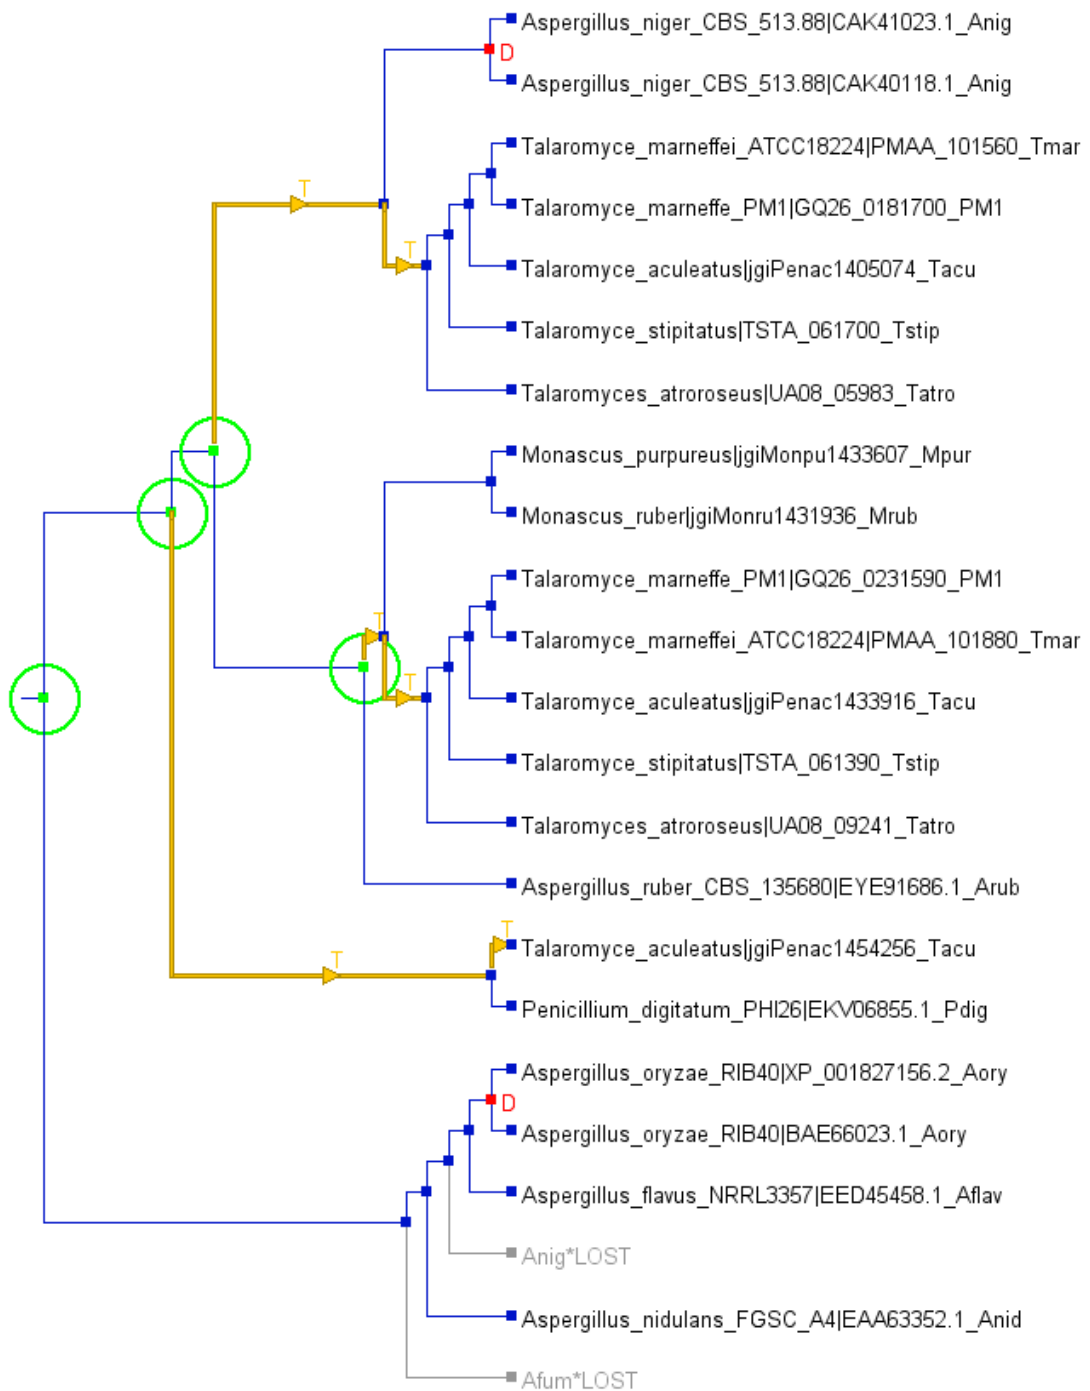 Aspergillus_niger_CBS_513.88|CAK41023.1_Anig
D
Aspergillus_niger_CBS_513.88|CAK40118.1_Anig
Talaromyce_marneffei_ATCC18224|PMAA_101560_Tmar
T
Talaromyce_marneffe_PM1|GQ26_0181700_PM1
T
Talaromyce_aculeatus|jgiPenac1405074_Tacu
Talaromyce_stipitatus|TSTA_061700_Tstip
Talaromyces_atroroseus|UA08_05983_Tatro
Monascus_purpureus|jgiMonpu1433607_Mpur
Monascus_ruber|jgiMonru1431936_Mrub
Talaromyce_marneffe_PM1|GQ26_0231590_PM1
T
Talaromyce_marneffei_ATCC18224|PMAA_101880_Tmar
T
Talaromyce_aculeatus|jgiPenac1433916_Tacu
Talaromyce_stipitatus|TSTA_061390_Tstip
Talaromyces_atroroseus|UA08_09241_Tatro
Aspergillus_ruber_CBS_135680|EYE91686.1_Arub
T
Talaromyce_aculeatus|jgiPenac1454256_Tacu
T
Penicillium_digitatum_PHI26|EKV06855.1_Pdig
Aspergillus_oryzae_RIB40|XP_001827156.2_Aory
D
Aspergillus_oryzae_RIB40|BAE66023.1_Aory
Aspergillus_flavus_NRRL3357|EED45458.1_Aflav
Anig*LOST
Aspergillus_nidulans_FGSC_A4|EAA63352.1_Anid
Afum*LOST